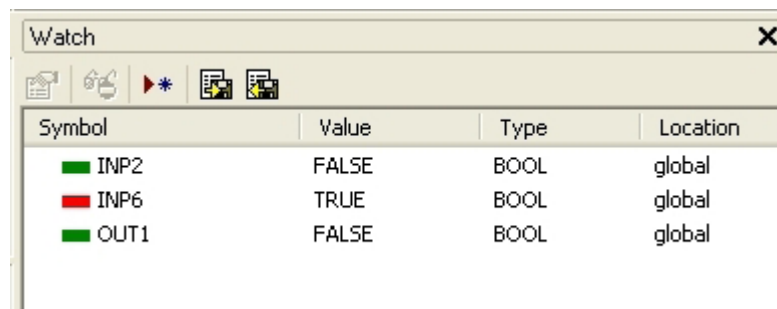 Watch
Symbol Value Type Location
INP2 FALSE BOOL global
INP6 TRUE BOOL global
OUT1 FALSE BOOL global